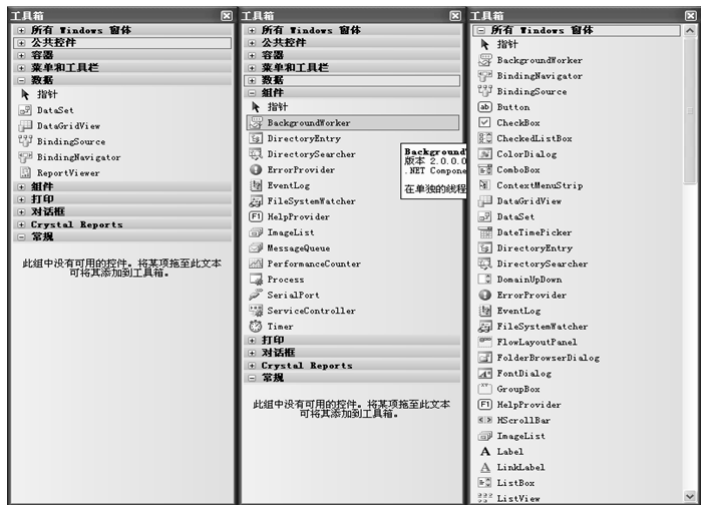 工具箱
所有 Windows 窗体
公共控件
容器
菜单和工具栏
数据
指针
DataSet
DataGridView
BindingSource
BindingNavigator
ReportViewer
组件
打印
对话框
Crystal Reports
常规
此组中没有可用的控件。将某项拖至此文本
可将其添加到工具箱。
工具箱
所有 Windows 窗体
公共控件
容器
菜单和工具栏
数据
组件
指针
BackgroundWorker
DirectoryEntry
DirectorySearcher
ErrorProvider
EventLog
FileSystemWatcher
HelpProvider
ImageList
MessageQueue
PerformanceCounter
Process
SerialPort
ServiceController
Timer
打印
对话框
Crystal Reports
常规
此组中没有可用的控件。将某项拖至此文本
可将其添加到工具箱。
Background
版本 2.0.0.0
.NET Compone
在单独的线程
工具箱
所有 Windows 窗体
指针
BackgroundWorker
BindingNavigator
BindingSource
Button
CheckBox
CheckedListBox
ColorDialog
ComboBox
ContextMenuStrip
DataGridView
DataSet
DateTimePicker
DirectoryEntry
DirectorySearcher
DomainUpDown
ErrorProvider
EventLog
FileSystemWatcher
FlowLayoutPanel
FolderBrowserDialog
FontDialog
GroupBox
HelpProvider
HScrollBar
ImageList
Label
LinkLabel
ListBox
ListView